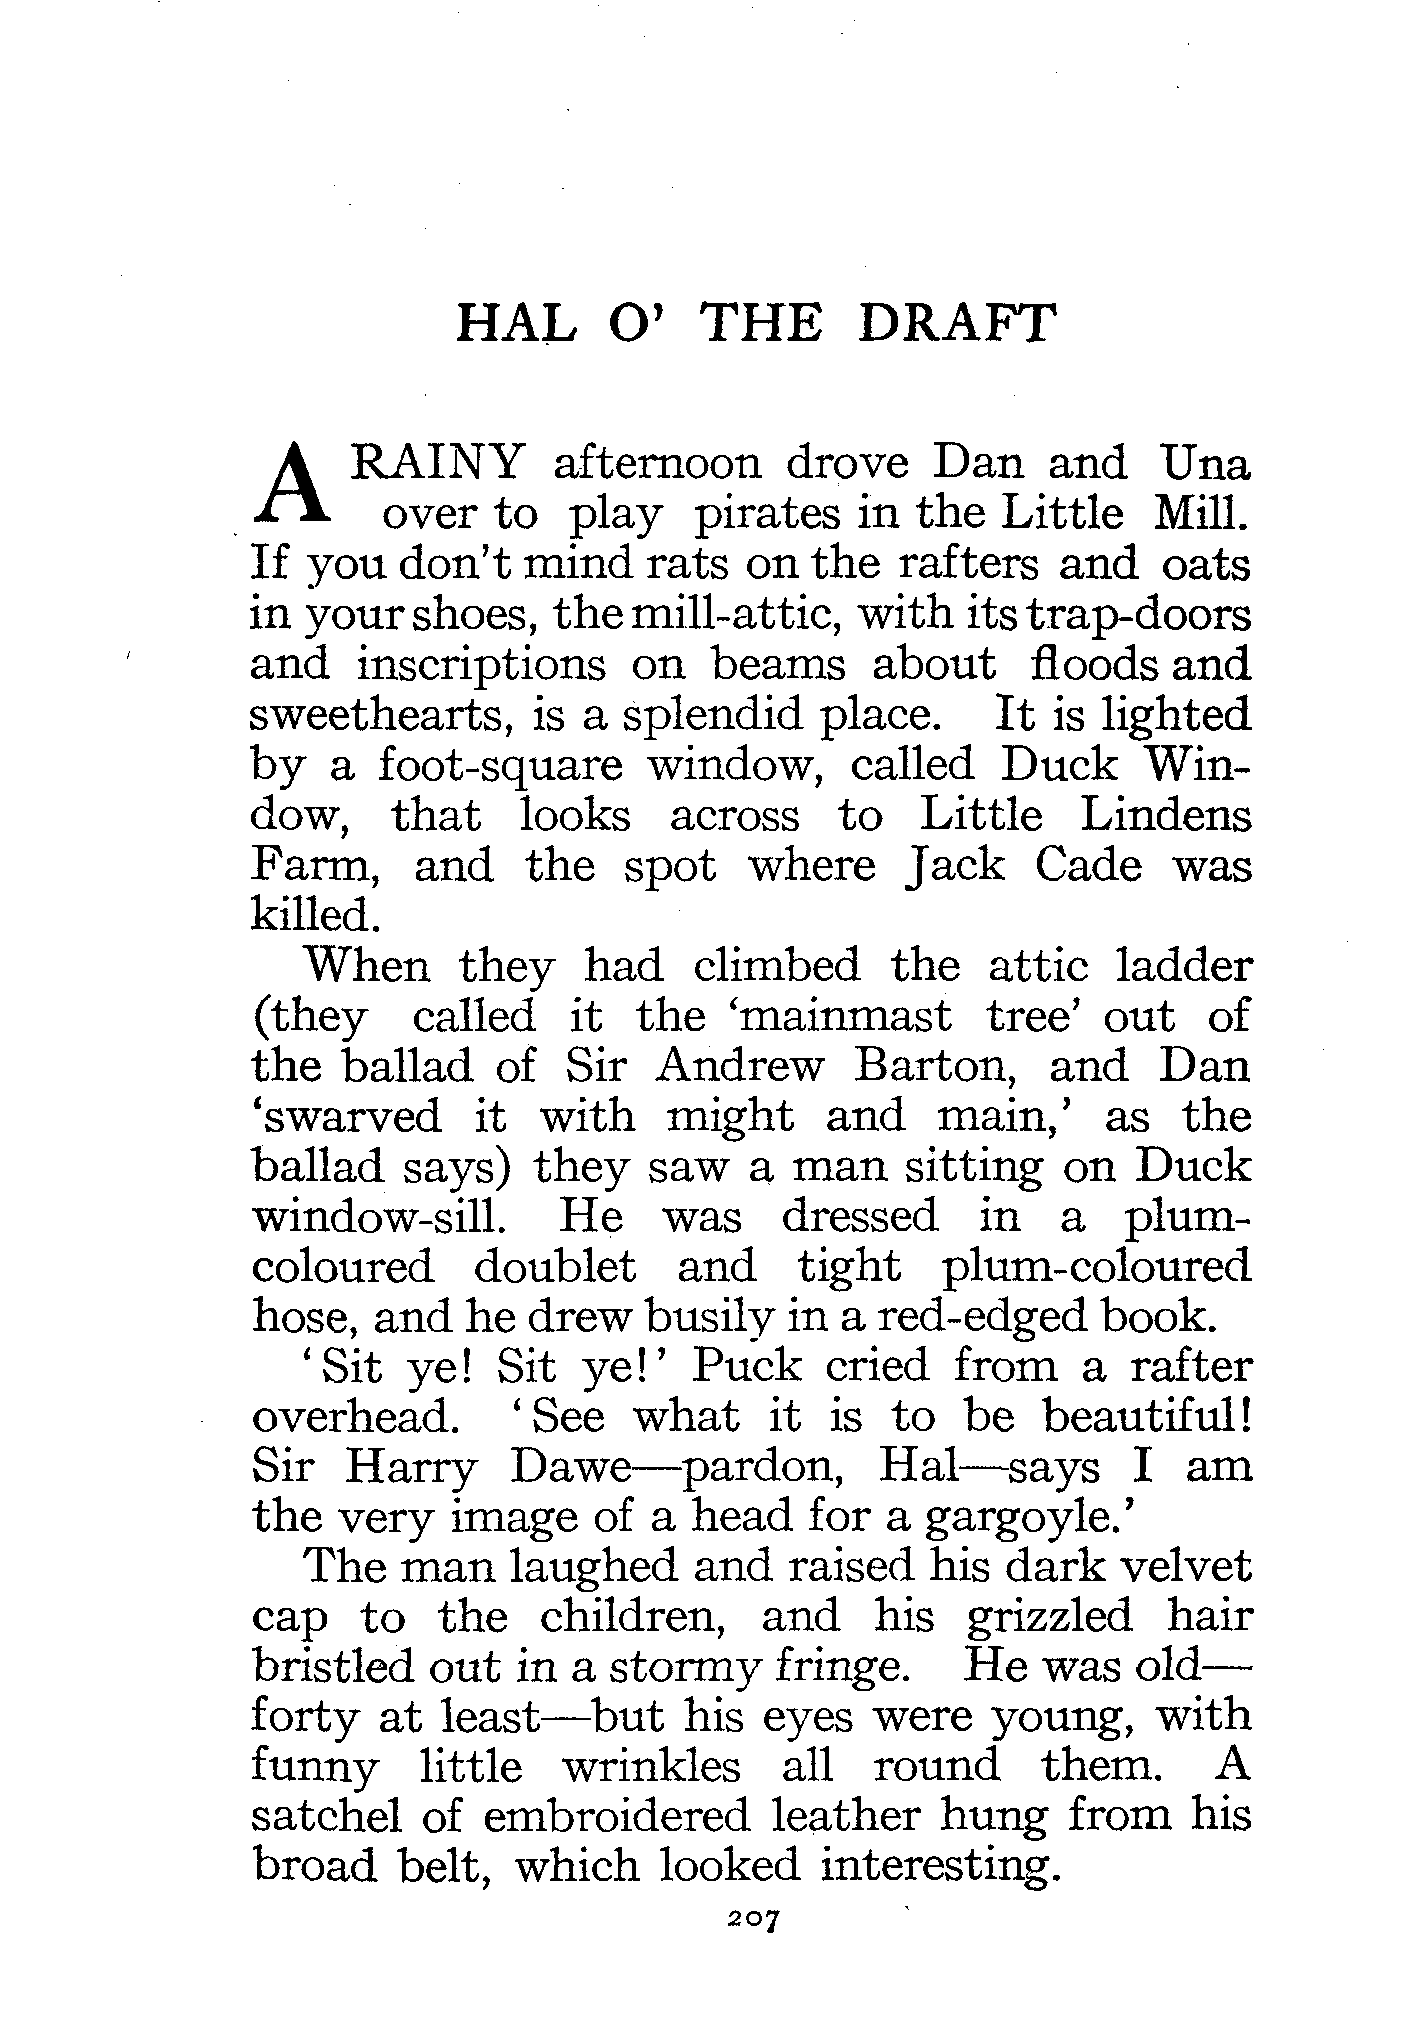 HAL O' THE DRAFT
A RAINY afternoon drove Dan and Una
over to play pirates in the Little Mill.
If you don't mind rats on the rafters and oats
in your shoes, the mill-attic, with its trap-doors
and inscriptions on beams about floods and
sweethearts, is a splendid place. It is lighted
by a foot-square window, called Duck Win-
dow, that looks across to Little Lindens
Farm, and the spot where Jack Cade was
killed.
When they had climbed the attic ladder
(they called it the 'mainmast tree' out of
the ballad of Sir Andrew Barton, and Dan
'swarved it with might and main,' as the
ballad says) they saw a man sitting on Duck
window-sill. He was dressed in a plum-
coloured doublet and tight plum-coloured
hose, and he drew busily in a red-edged book.
'Sit ye! Sit ye!' Puck cried from a rafter
overhead. 'See what it is to be beautiful!
Sir Harry Dawe—pardon, Hal—says I am
the very image of a head for a gargoyle.'
The man laughed and raised his dark velvet
cap to the children, and his grizzled hair
bristled out in a stormy fringe. He was old—
forty at least—but his eyes were young, with
funny little wrinkles all round them. A
satchel of embroidered leather hung from his
broad belt, which looked interesting.
207